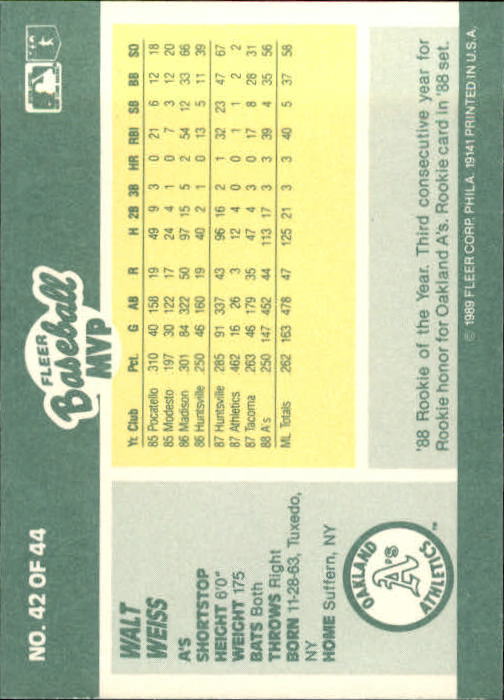 NO. 42 OF 44
FLEER
Baseball
MVP
WALT
WEISS
A'S
SHORTSTOP
HEIGHT 6'0"
WEIGHT 175
BATS Both
THROWS Right
BORN 11-28-63, Tuxedo,
NY
HOME Suffern, NY
OAKLAND
A's
ATHLETICS™
Yr. Club Pct. G AB R H 2B 3B HR RBI SB BB SO
85 Pocatello 310 40 158 19 49 9 3 0 21 6 12 18
85 Modesto 197 30 122 17 24 4 1 0 7 3 12 20
86 Madison 301 84 322 50 97 15 5 2 54 12 33 66
86 Huntsville 250 46 160 19 40 2 1 0 13 5 11 39
87 Huntsville 285 91 337 43 96 16 2 1 32 23 47 67
87 Athletics 462 16 26 3 12 4 0 0 1 1 2 2
87 Tacoma 263 46 179 35 47 4 3 0 17 8 28 31
88 A's 250 147 452 44 113 17 3 3 39 4 35 56
ML Totals 262 163 478 47 125 21 3 3 40 5 37 58
'88 Rookie of the Year. Third consecutive year for
Rookie honor for Oakland A's. Rookie card in '88 set.
© 1989 FLEER CORP. PHILA. 19141 PRINTED IN U.S.A.